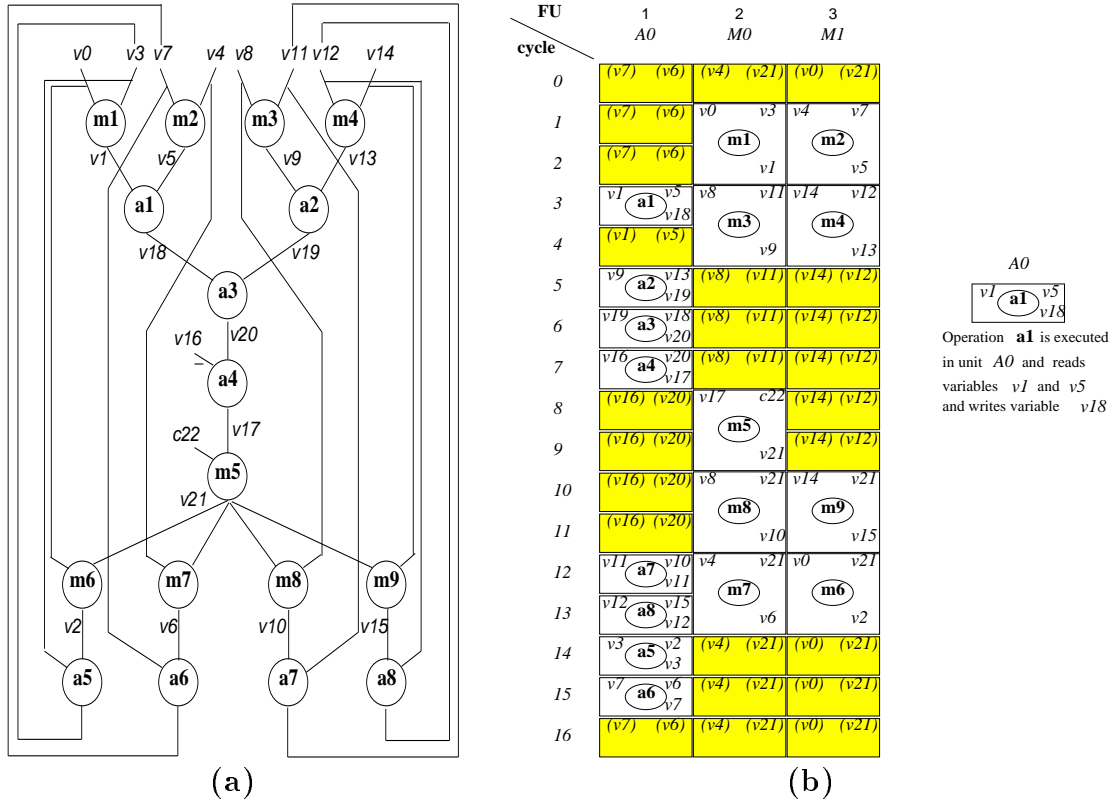 v0 v3 v7 v4 v8 v11 v12 v14
m1 m2 m3 m4
v1 v5 v9 v13
a1 a2
v18 v19
a3
v16 v20
a4
c22 v17
m5
v21
m6 m7 m8 m9
v2 v6 v10 v15
a5 a6 a7 a8
(a)
FU 1 2 3
A0 M0 M1
cycle
0 (v7) (v6) (v4) (v21) (v0) (v21)
1 (v7) (v6) v0 v3 v4 v7
m1 m2
2 (v7) (v6) v1 v5
3 v1 a1 v5 v18 v8 v11 v14 v12
m3 m4
4 (v1) (v5) v9 v13
5 v9 a2 v13 v19 (v8) (v11) (v14) (v12)
6 v19 a3 v18 v20 (v8) (v11) (v14) (v12)
7 v16 a4 v20 v17 (v8) (v11) (v14) (v12)
8 (v16) (v20) v17 c22 (v14) (v12)
m5
9 (v16) (v20) v21 (v14) (v12)
10 (v16) (v20) v8 v21 v14 v21
m8 m9
11 (v16) (v20) v10 v15
12 v11 a7 v10 v11 v4 v21 v0 v21
m7 m6
13 v12 a8 v15 v12 v6 v2
14 v3 a5 v2 v3 (v4) (v21) (v0) (v21)
15 v7 a6 v6 v7 (v4) (v21) (v0) (v21)
16 (v7) (v6) (v4) (v21) (v0) (v21)
(b)
A0
v1 a1 v5
v18
Operation a1 is executed
in unit A0 and reads
variables v1 and v5
and writes variable v18